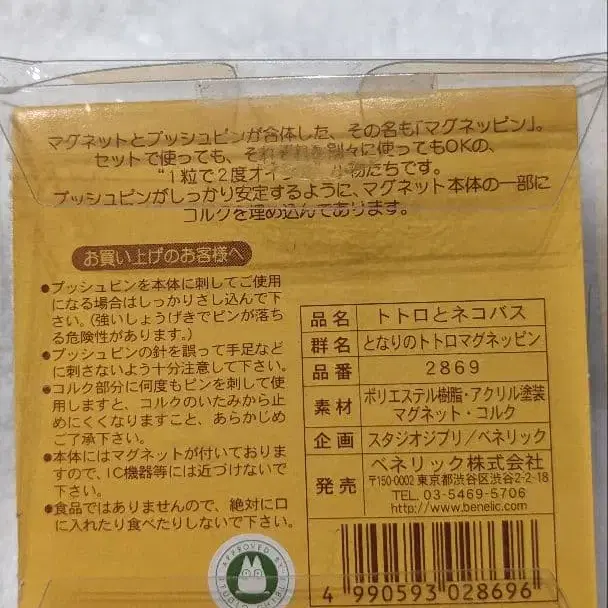 マグネットとプッシュピンが合体した、その名も「マグネッピン」。
セットで使っても、それぞれを別々に使ってもOKの、
“1粒で2度オイ 物たちです。
プッシュピンがしっかり安定するように、マグネット本体の一部に
コルクを埋め込んであります。
お買い上げのお客様へ
●プッシュピンを本体に刺してご使用
になる場合はしっかりさし込んで下
さい。(強いしょうげきでピンが落ち
る危険性があります。)
●プッシュピンの針を誤って手足など
に刺さないよう十分注意して下さい。
●コルク部分に何度もピンを刺して使
用しますと、コルクのいたみから止
めにくくなりますこと、あらかじめ
ご了承下さい。
●本体にはマグネットが付いておりま
すので、IC機器等には近づけないで
下さい。
●食品ではありませんので、絶対に口
に入れたり食べたりしないで下さい。
品名 トトロとネコバス
群名 となりのトトロマグネッピン
品番 2869
素材 ポリエステル樹脂・アクリル塗装
マグネット・コルク
企画 スタジオジブリ/ベネリック
発売 ベネリック株式会社
〒150-0002 東京都渋谷区渋谷2-2-18
TEL. 03-5469-5706
http://www.benelic.com
APPROVED BY
4 990593 028696